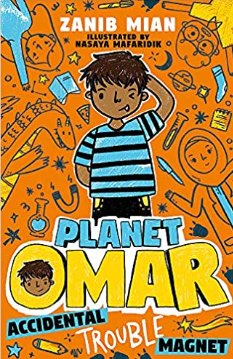 ZANIB MIAN
ILLUSTRATED BY
NASAYA MAFARIDIK
PLANET
OMAR
ACCIDENTAL
TROUBLE
MAGNET